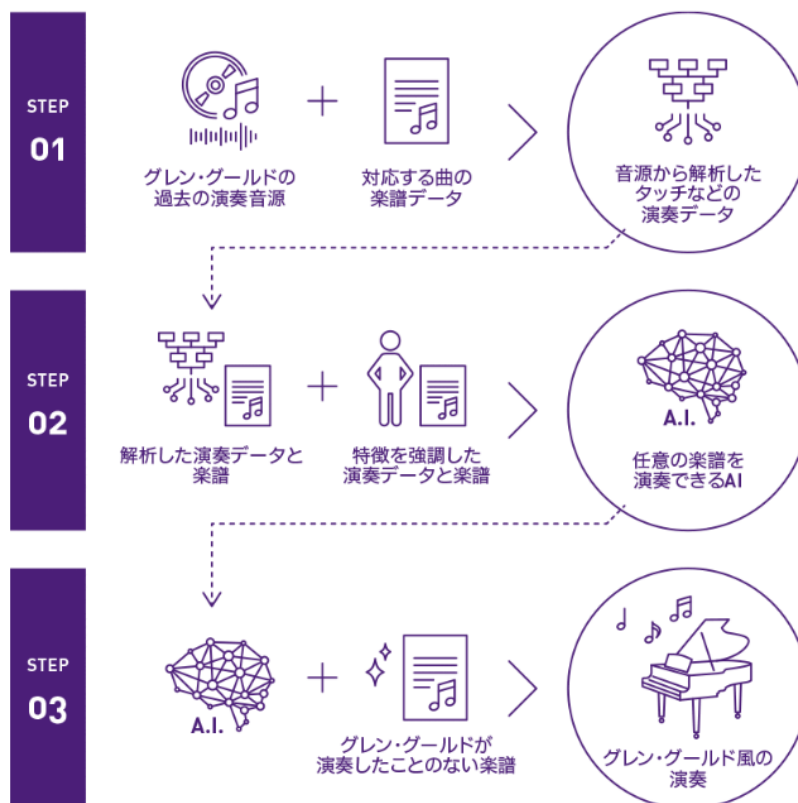 STEP
01
グレン・グールドの
過去の演奏音源
対応する曲の
楽譜データ
音源から解析した
タッチなどの
演奏データ
STEP
02
解析した演奏データと
楽譜
特徴を強調した
演奏データと楽譜
A.I.
任意の楽譜を
演奏できるAI
STEP
03
A.I.
グレン・グールドが
演奏したことのない楽譜
グレン・グールド風の
演奏